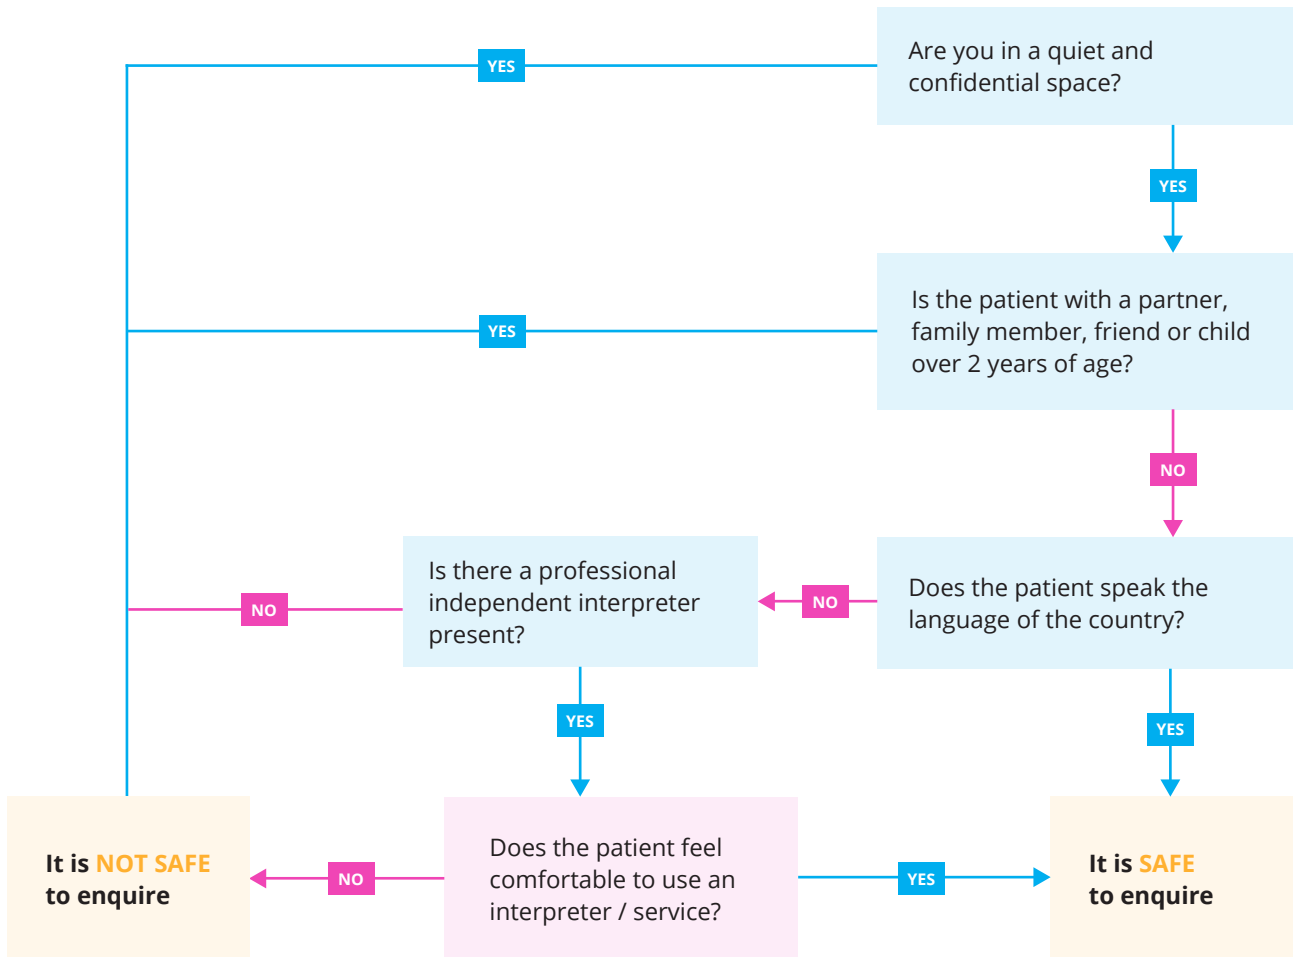 Are you in a quiet and
confidential space?
YES
YES
Is the patient with a partner,
family member, friend or child
over 2 years of age?
YES
NO
Does the patient speak the
language of the country?
NO
Is there a professional
independent interpreter
present?
NO
YES
YES
It is NOT SAFE
to enquire
NO
Does the patient feel
comfortable to use an
interpreter / service?
YES
It is SAFE
to enquire